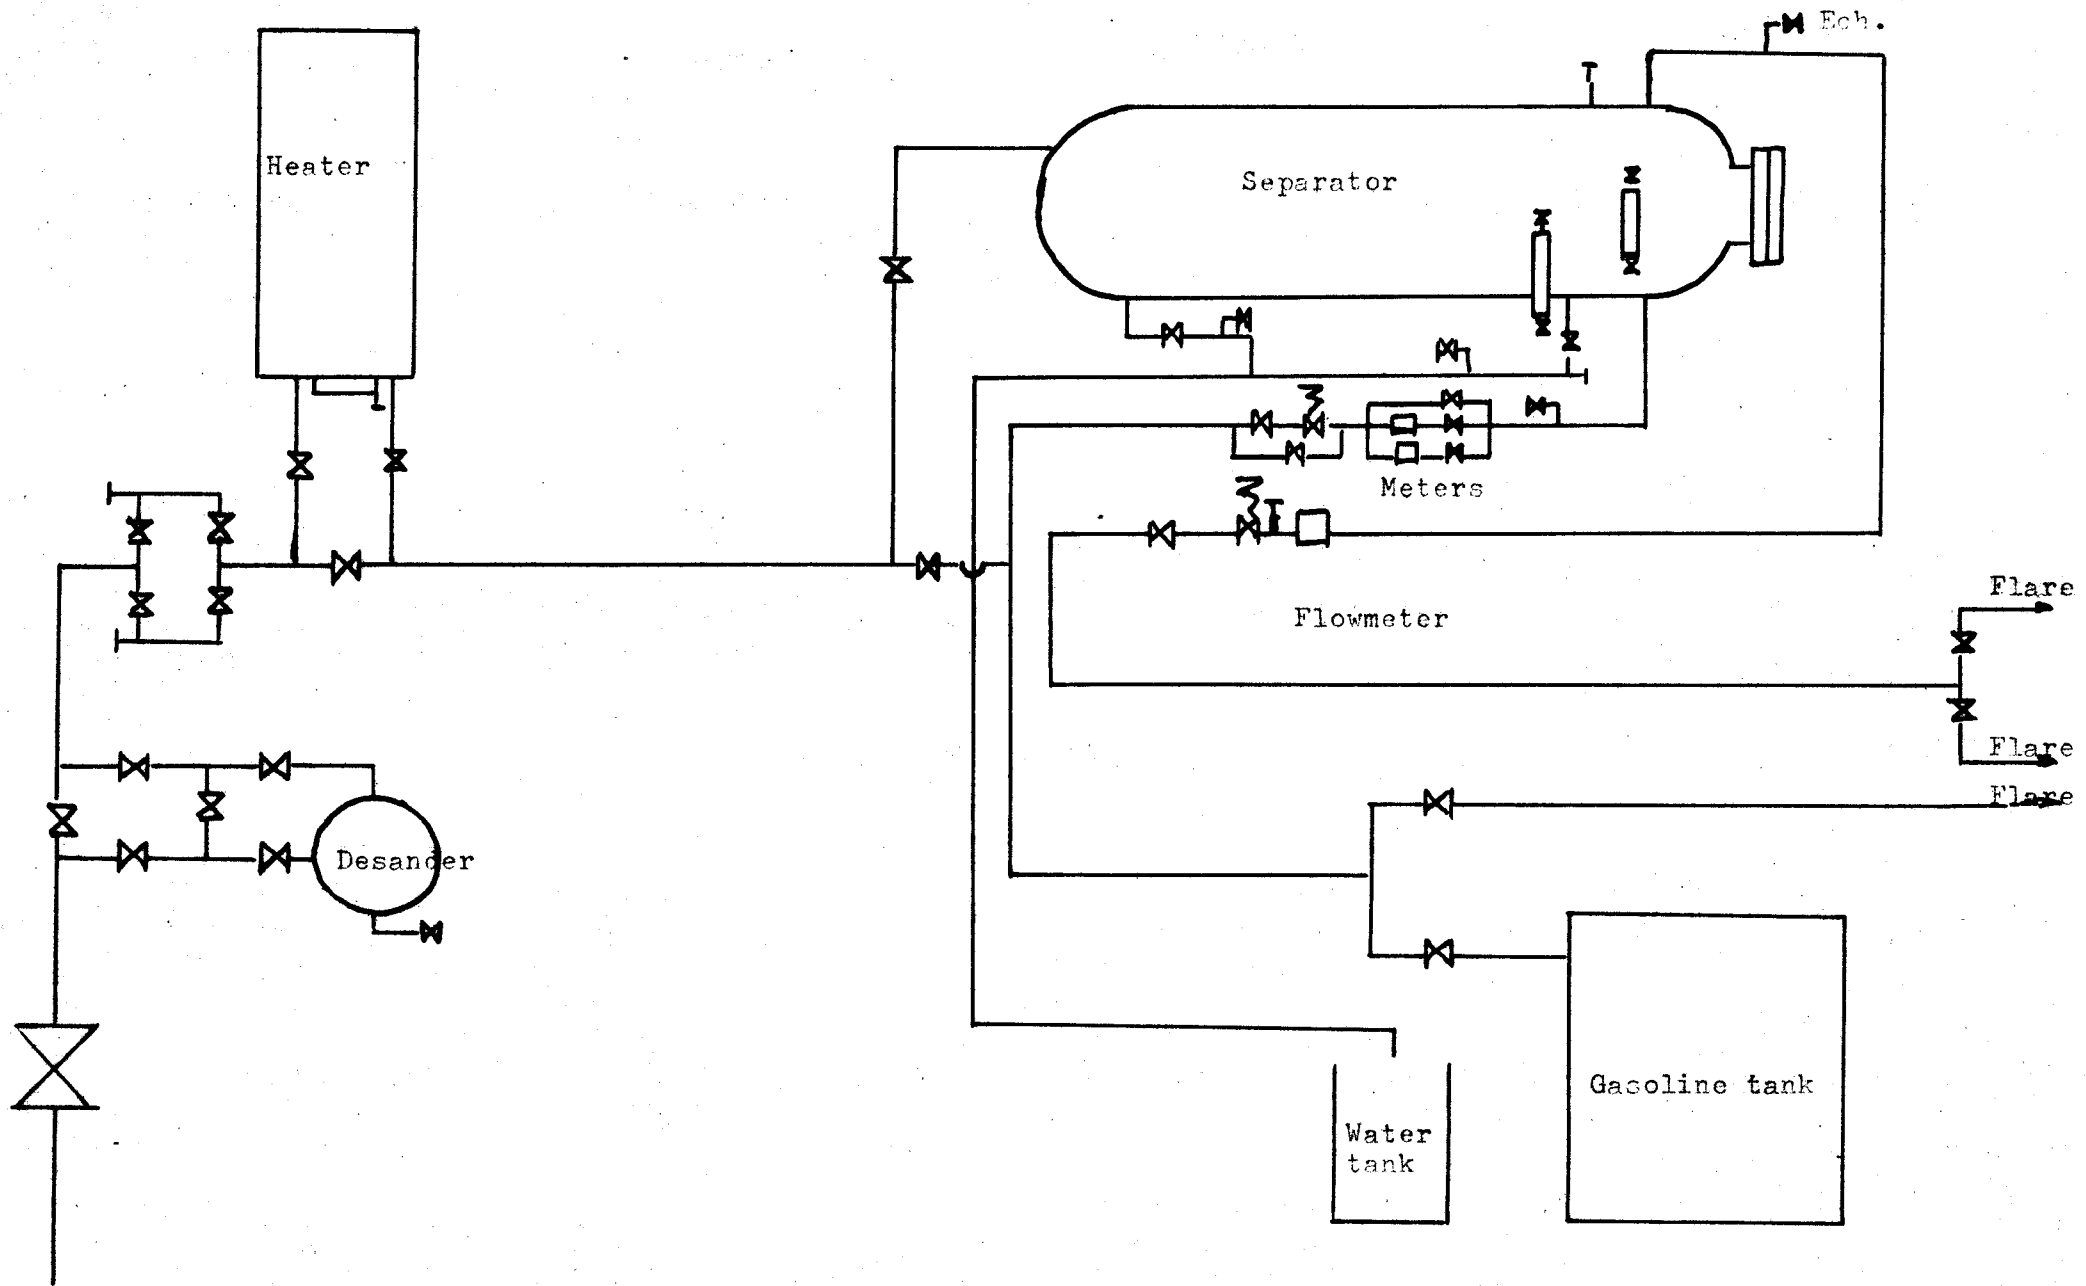 Ech.
T
Heater
Separator
Meters
T
Flowmeter
Flare
Flare
Flare
Desander
Gasoline tank
Water
tank